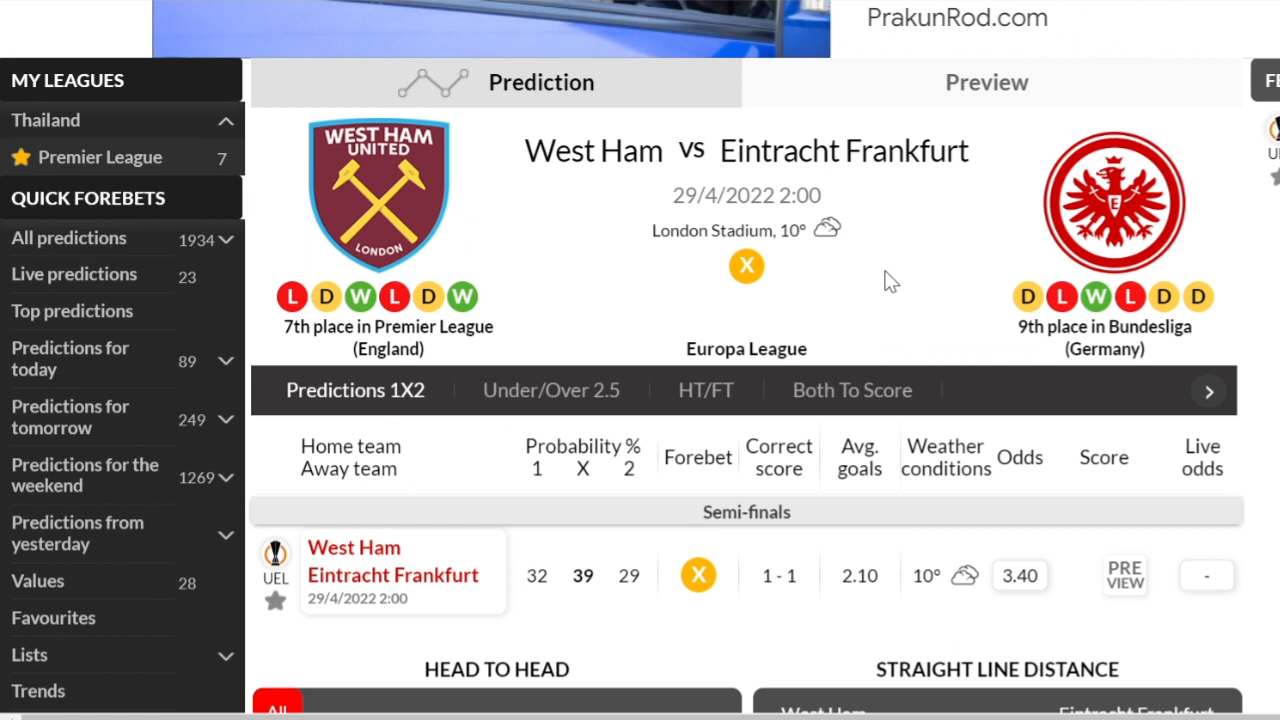 PrakunRod.com
MY LEAGUES
Thailand
Premier League 7
QUICK FOREBETS
All predictions 1934
Live predictions 23
Top predictions
Predictions for
today 89
Predictions for
tomorrow 249
Predictions for the
weekend 1269
Predictions from
yesterday
Values 28
Favourites
Lists
Trends
Prediction Preview
WEST HAM
UNITED
LONDON
West Ham VS Eintracht Frankfurt
29/4/2022 2:00
London Stadium, 10°
X
L D W L D W
7th place in Premier League
(England)
E
D L W L D D
9th place in Bundesliga
(Germany)
Europa League
Predictions 1X2 Under/Over 2.5 HT/FT Both To Score
Home team
Away team
Probability %
1 X 2
Forebet
Correct
score
Avg.
goals
Weather
conditions
Odds
Score
Live
odds
Semi-finals
UEL
West Ham
Eintracht Frankfurt
29/4/2022 2:00
32 39 29 X 1 - 1 2.10 10° 3.40
PRE
VIEW
-
HEAD TO HEAD
STRAIGHT LINE DISTANCE
All
West Ham Eintracht Frankfurt